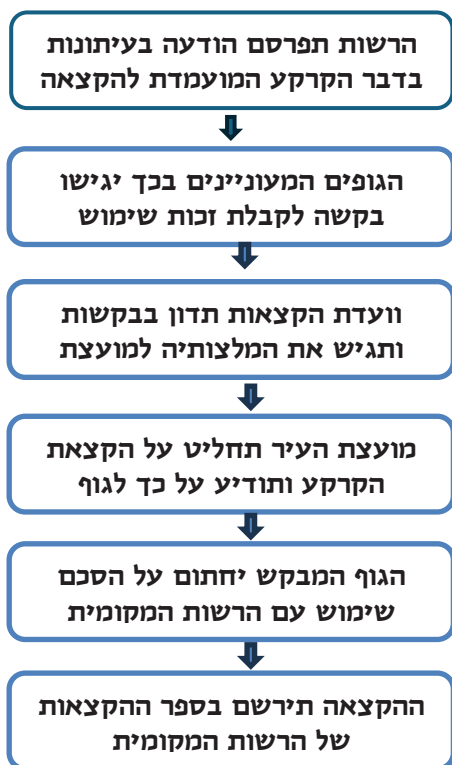 הרשות תפרסם הודעה בעיתונות
בדבר הקרקע המועמדת להקצאה
הגופים המעוניינים בכך יגישו
בקשה לקבלת זכות שימוש
וועדת הקצאות תדון בבקשות
ותגיש את המלצותיה למועצת
מועצת העיר תחליט על הקצאת
הקרקע ותודיע על כך לגוף
הגוף המבקש יחתום על הסכם
שימוש עם הרשות המקומית
ההקצאה תירשם בספר ההקצאות
של הרשות המקומית